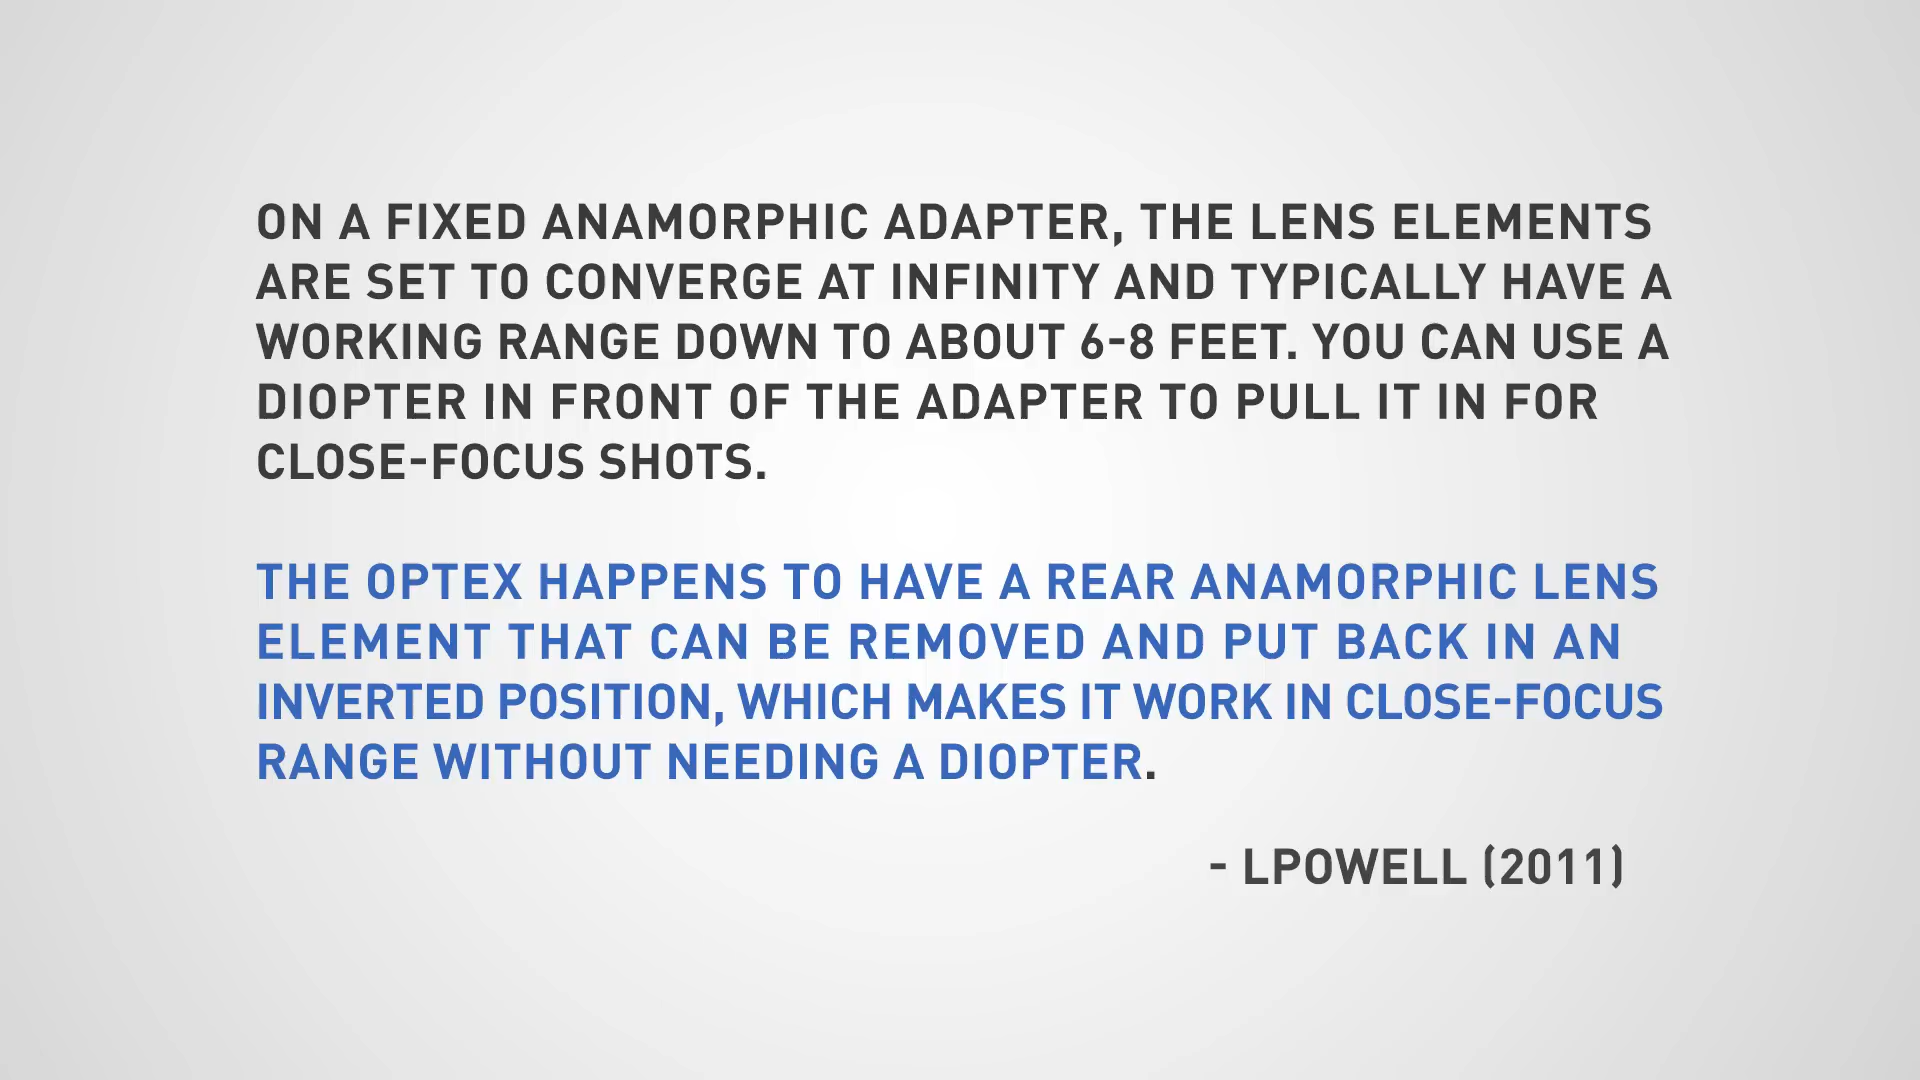 ON A FIXED ANAMORPHIC ADAPTER, THE LENS ELEMENTS
ARE SET TO CONVERGE AT INFINITY AND TYPICALLY HAVE A
WORKING RANGE DOWN TO ABOUT 6-8 FEET. YOU CAN USE A
DIOPTER IN FRONT OF THE ADAPTER TO PULL IT IN FOR
CLOSE-FOCUS SHOTS.
THE OPTEX HAPPENS TO HAVE A REAR ANAMORPHIC LENS
ELEMENT THAT CAN BE REMOVED AND PUT BACK IN AN
INVERTED POSITION, WHICH MAKES IT WORK IN CLOSE-FOCUS
RANGE WITHOUT NEEDING A DIOPTER.
- LPOWELL (2011)